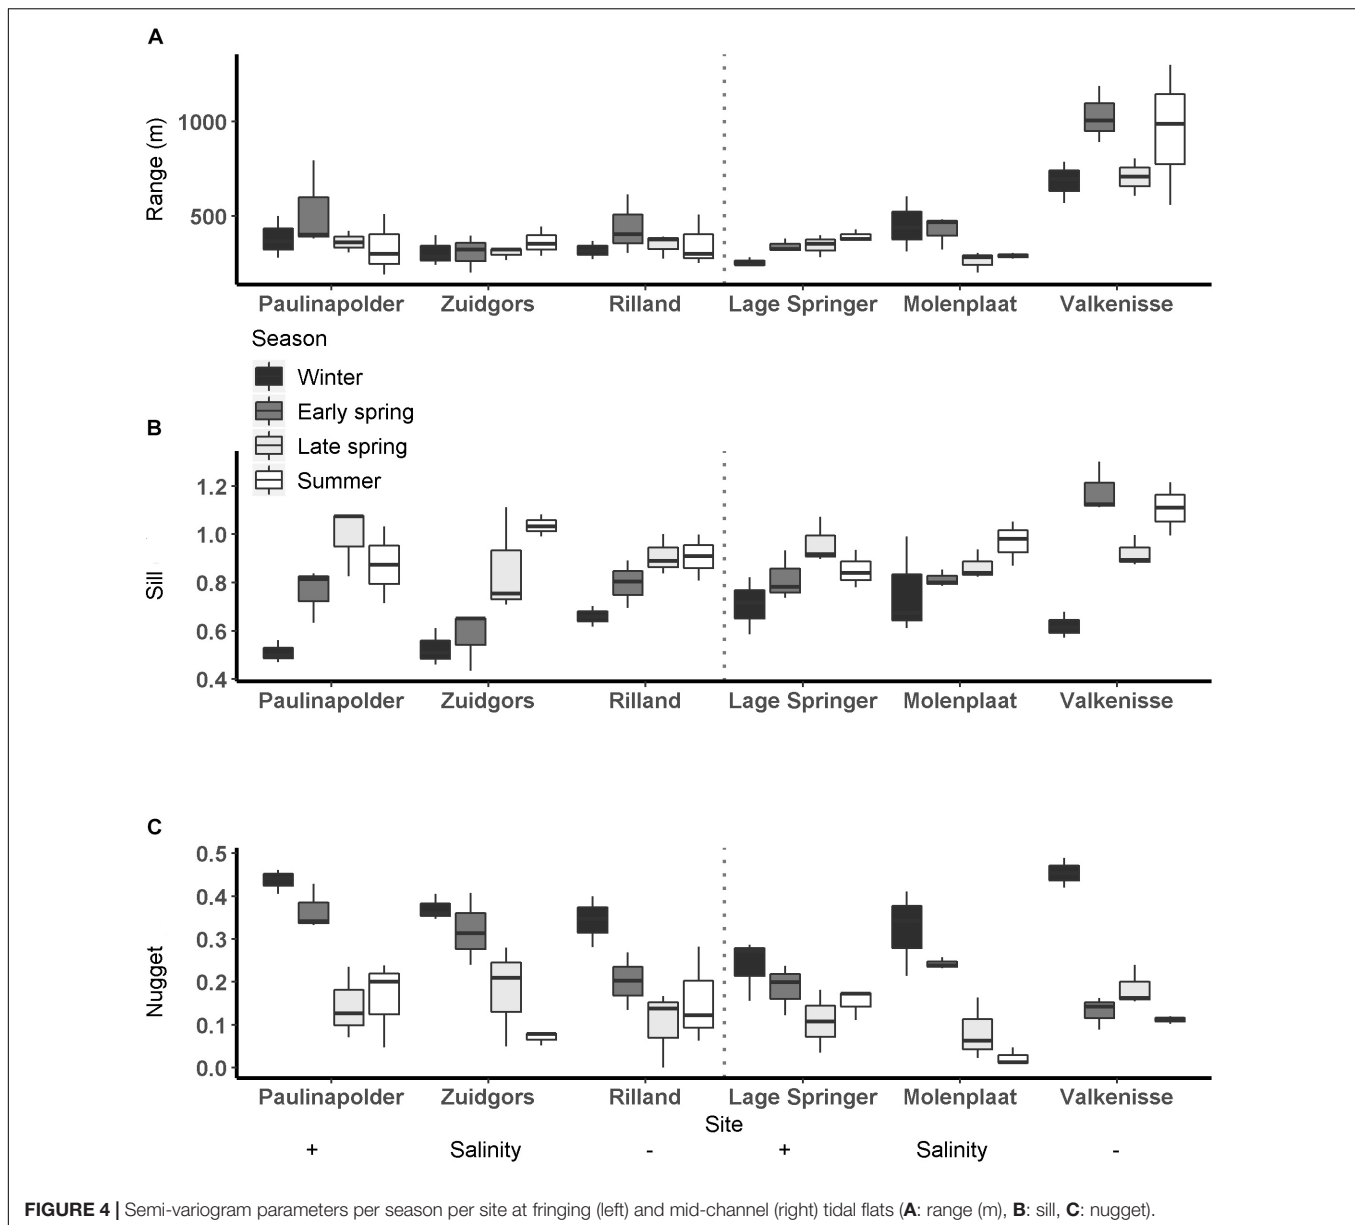 A
Range (m)
1000
500
Paulinapolder Zuidgors Rilland Lage Springer Molenplaat Valkenisse
Season
Winter
Early spring
Late spring
Summer
B
Sill
1.2
1.0
0.8
0.6
0.4
Paulinapolder Zuidgors Rilland Lage Springer Molenplaat Valkenisse
C
Nugget
0.5
0.4
0.3
0.2
0.1
0.0
Paulinapolder Zuidgors Rilland Lage Springer Molenplaat Valkenisse
Site
+ Salinity - + Salinity -
FIGURE 4 | Semi-variogram parameters per season per site at fringing (left) and mid-channel (right) tidal flats (A: range (m), B: sill, C: nugget).